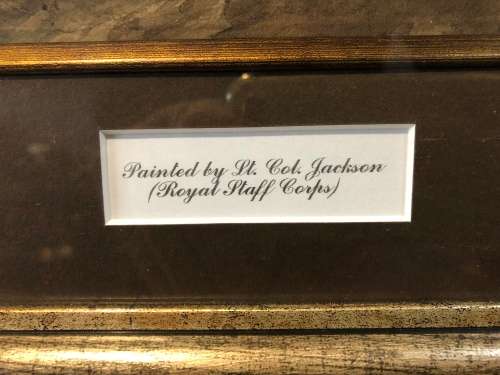 Painted by Lt. Col. Jackson
(Royal Staff Corps)